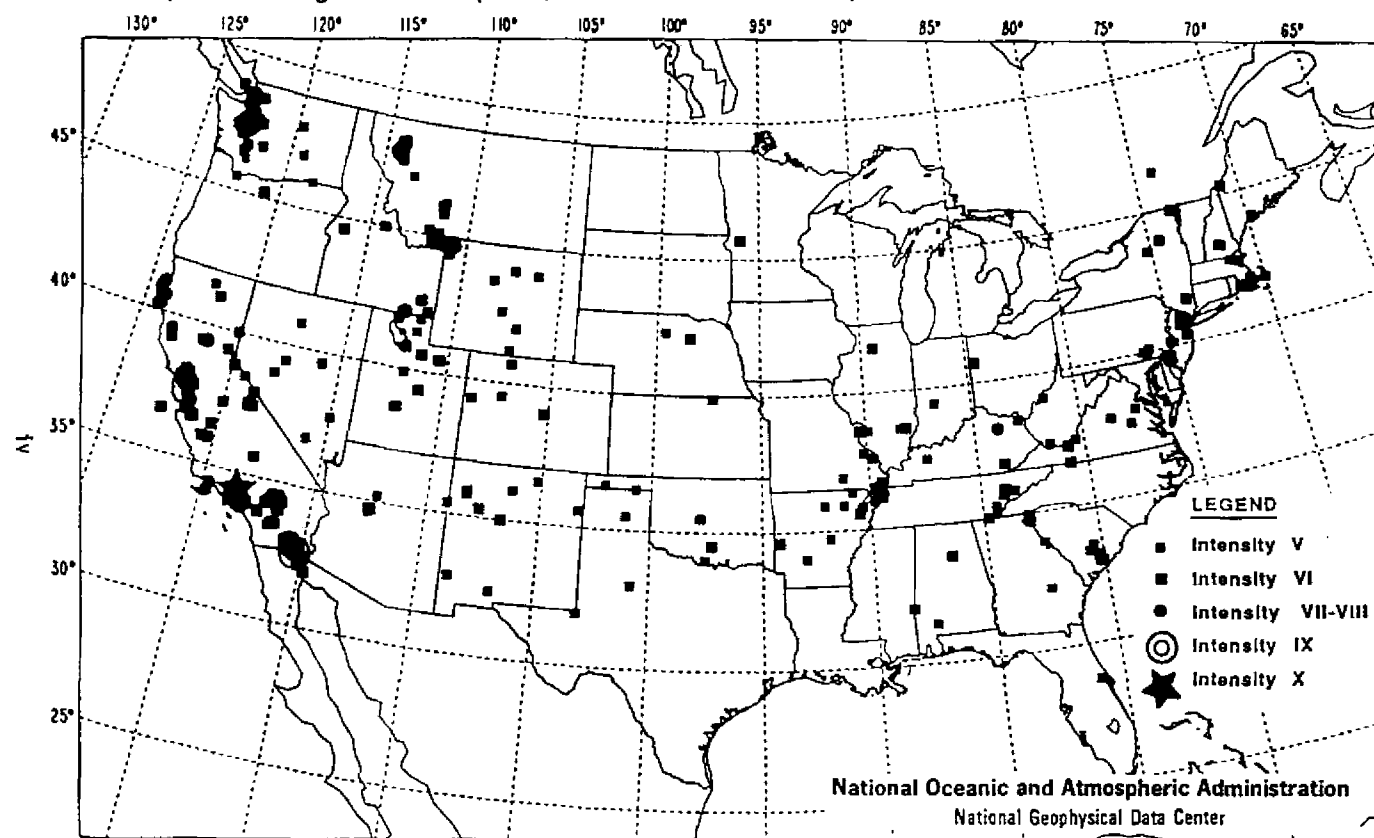 130° 125° 120° 115° 110° 105° 100° 95° 90° 85° 80° 75° 70° 65°
45°
40°
35°
30°
25°
iv
LEGEND
Intensity V
Intensity VI
Intensity VII-VIII
Intensity IX
Intensity X
National Oceanic and Atmospheric Administration
National Geophysical Data Center